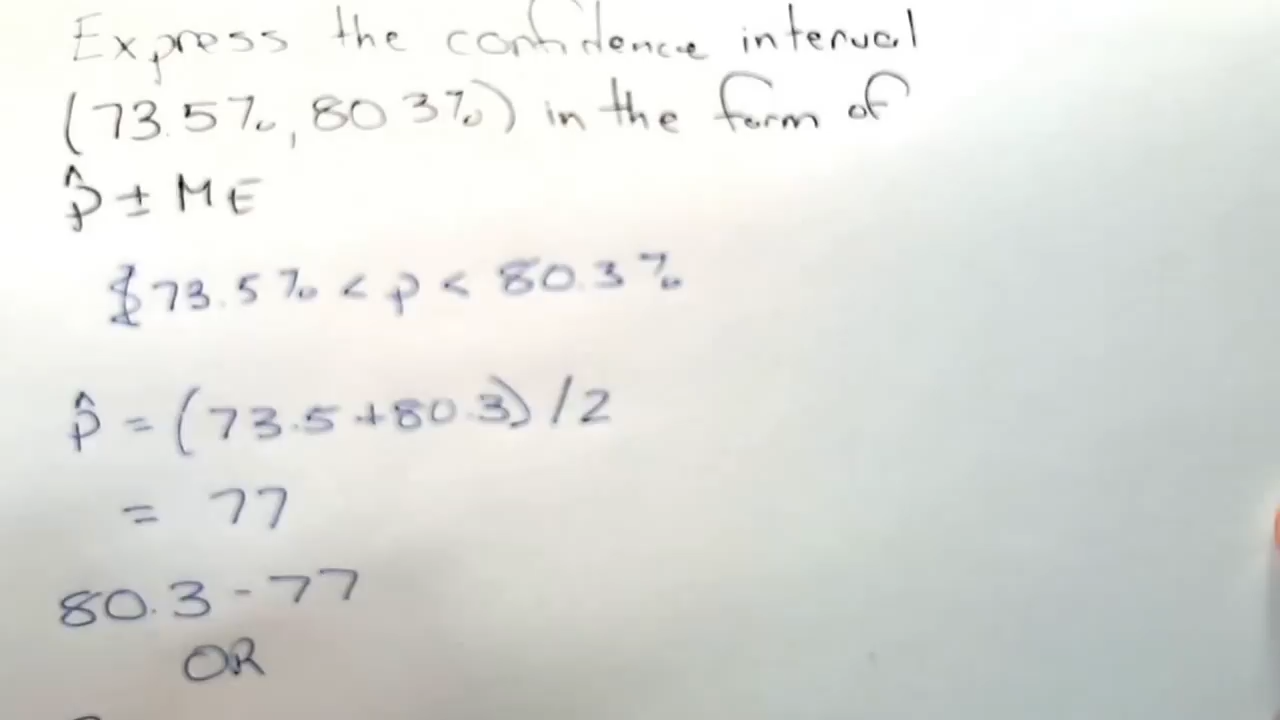 Express the confidence interval
(73.5%, 80.3%) in the form of
p̂ ± ME
73.5% < p < 80.3%
p̂ = (73.5+80.3)/2
= 77
80.3 - 77
OR